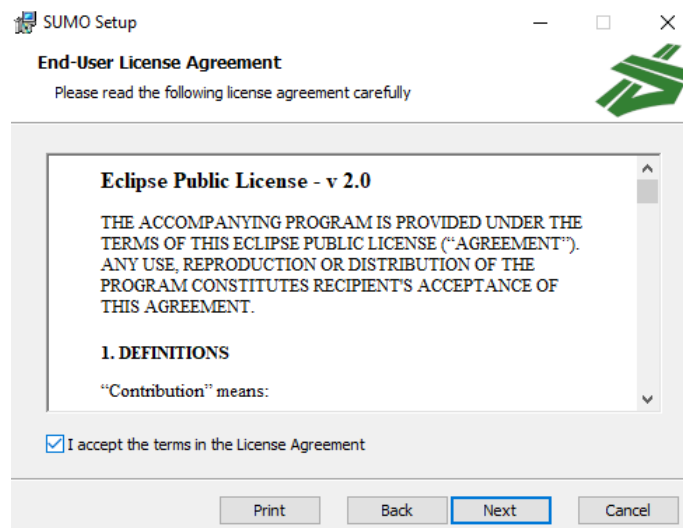 SUMO Setup
End-User License Agreement
Please read the following license agreement carefully
Eclipse Public License - v 2.0
THE ACCOMPANYING PROGRAM IS PROVIDED UNDER THE
TERMS OF THIS ECLIPSE PUBLIC LICENSE (“AGREEMENT”).
ANY USE, REPRODUCTION OR DISTRIBUTION OF THE
PROGRAM CONSTITUTES RECIPIENT'S ACCEPTANCE OF
THIS AGREEMENT.
1. DEFINITIONS
“Contribution” means:
I accept the terms in the License Agreement
Print Back Next Cancel